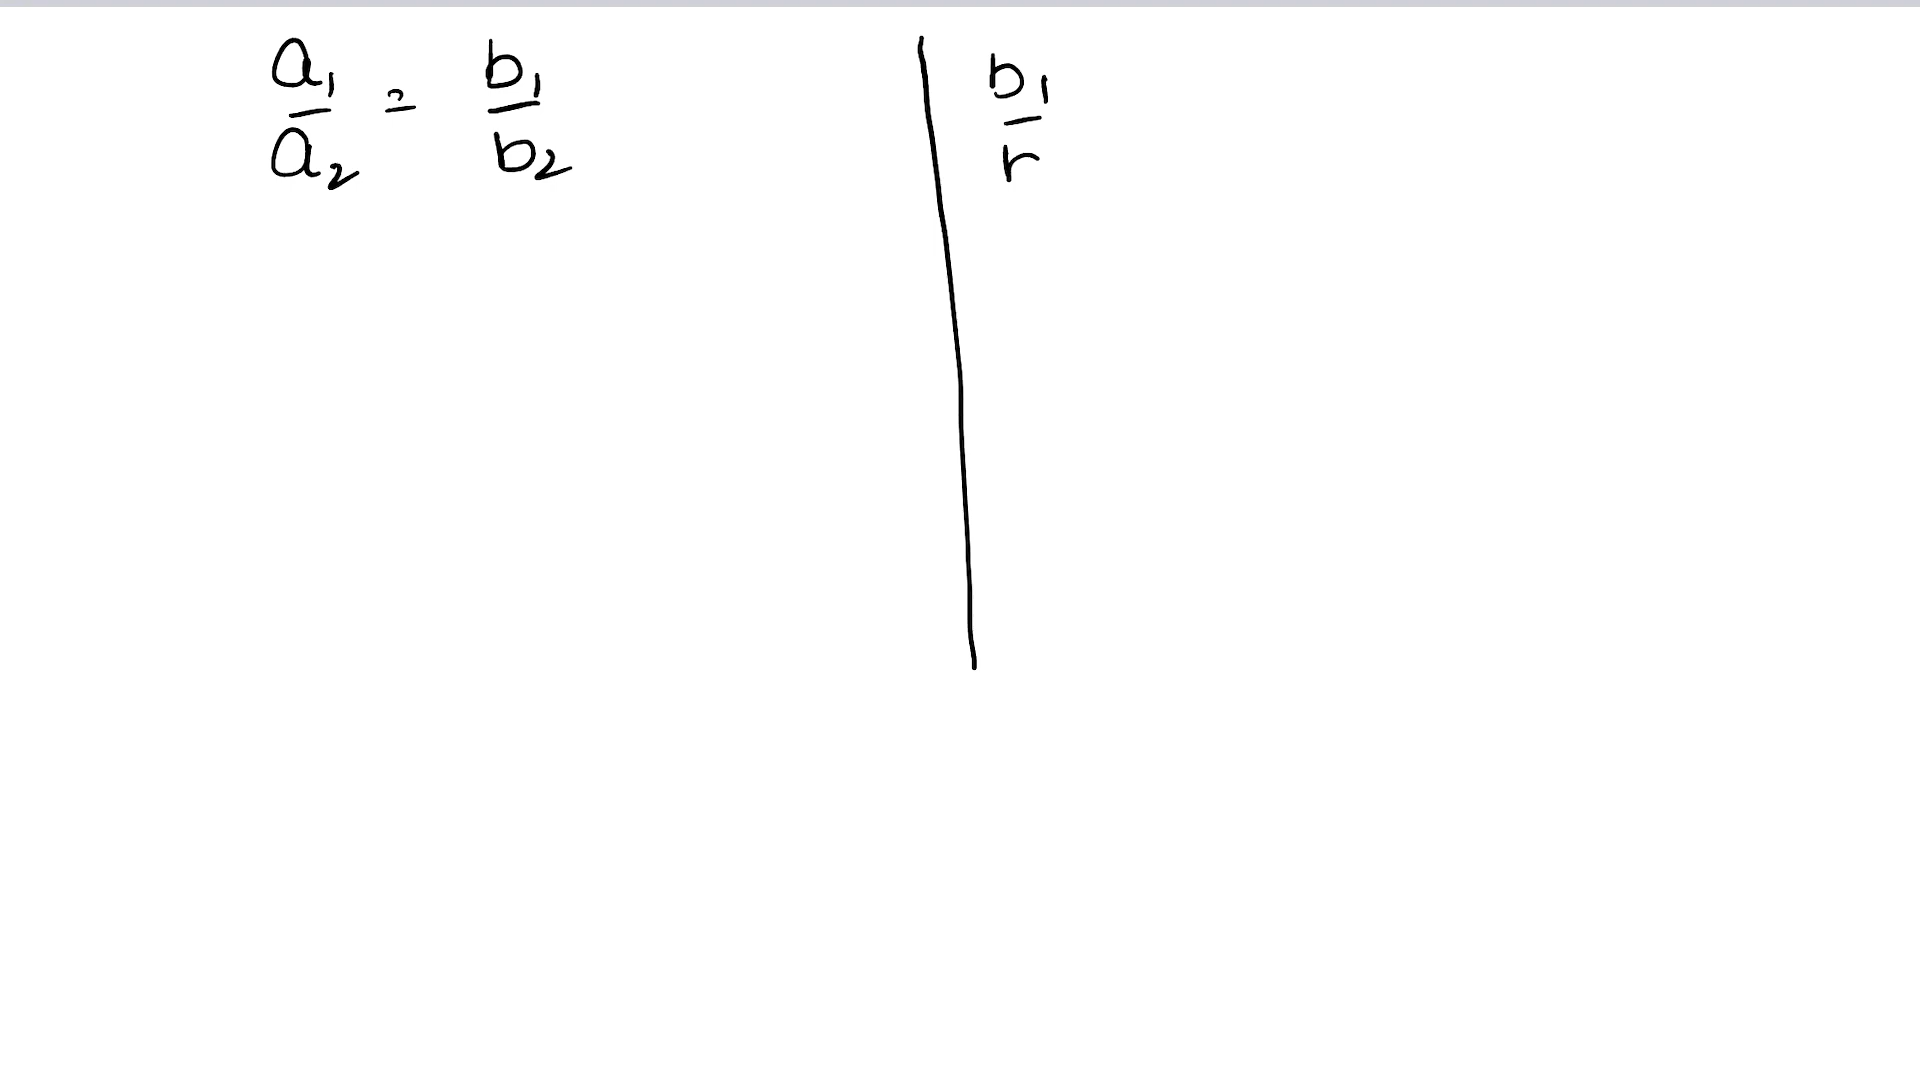 a₁/a₂ = b₁/b₂
b₁/r